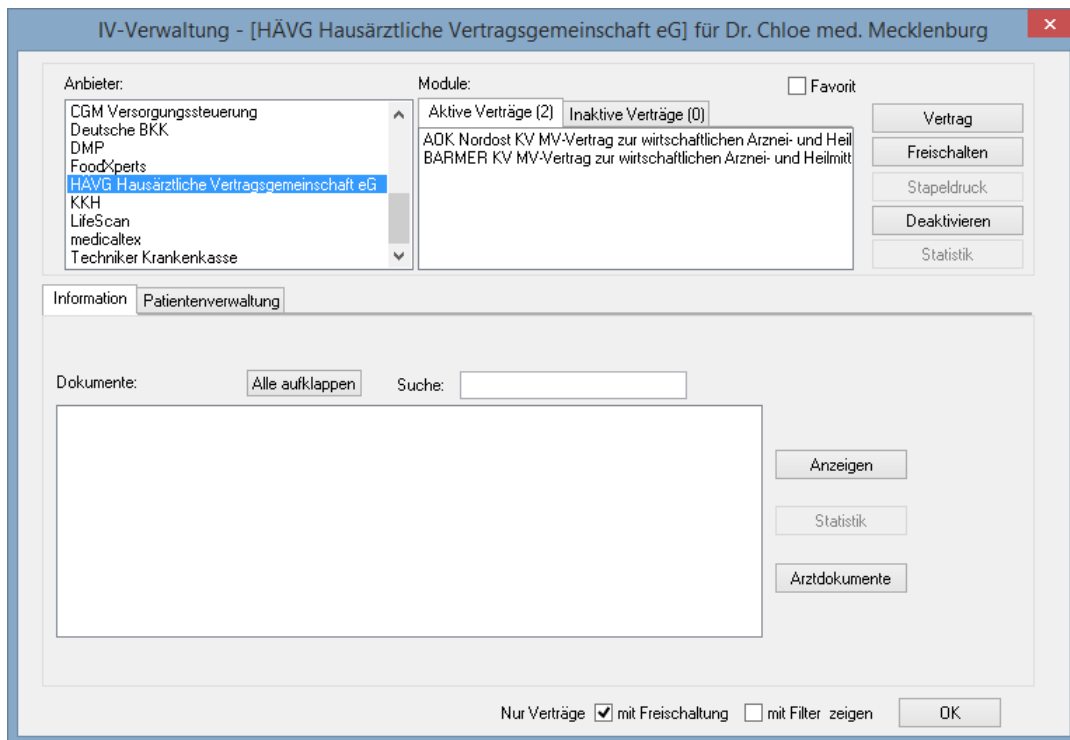 IV-Verwaltung - [HÄVG Hausärztliche Vertragsgemeinschaft eG] für Dr. Chloe med. Mecklenburg
Anbieter:
CGM Versorgungssteuerung
Deutsche BKK
DMP
FoodXperts
HÄVG Hausärztliche Vertragsgemeinschaft eG
KKH
LifeScan
medicaltex
Techniker Krankenkasse
Module:
Favorit
Aktive Verträge (2) Inaktive Verträge (0)
AOK Nordost KV MV-Vertrag zur wirtschaftlichen Arznei- und Heil
BARMER KV MV-Vertrag zur wirtschaftlichen Arznei- und Heilmitt
Vertrag
Freischalten
Stapeldruck
Deaktivieren
Statistik
Information Patientenverwaltung
Dokumente: Alle aufklappen Suche:
Anzeigen
Statistik
Arztdokumente
Nur Verträge mit Freischaltung mit Filter zeigen OK